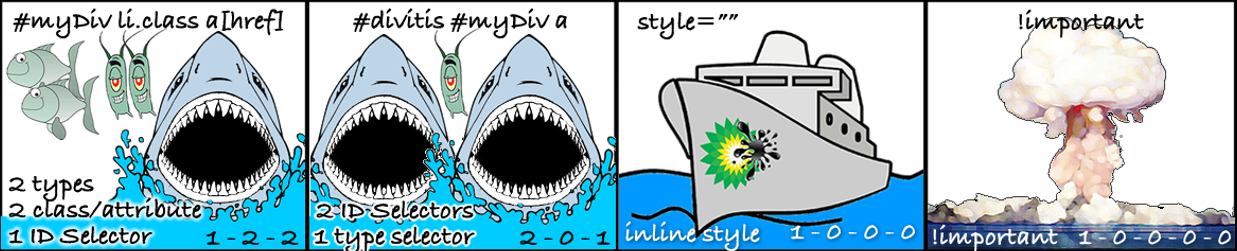 #myDiv li.class a[href]
2 types
2 class/attribute
1 ID Selector
1 - 2 - 2
#divitis #myDiv a
2 ID Selectors
1 type selector
2 - 0 - 1
style=""
inline style
1 - 0 - 0 - 0
!important
!important
1 - 0 - 0 - 0 - 0